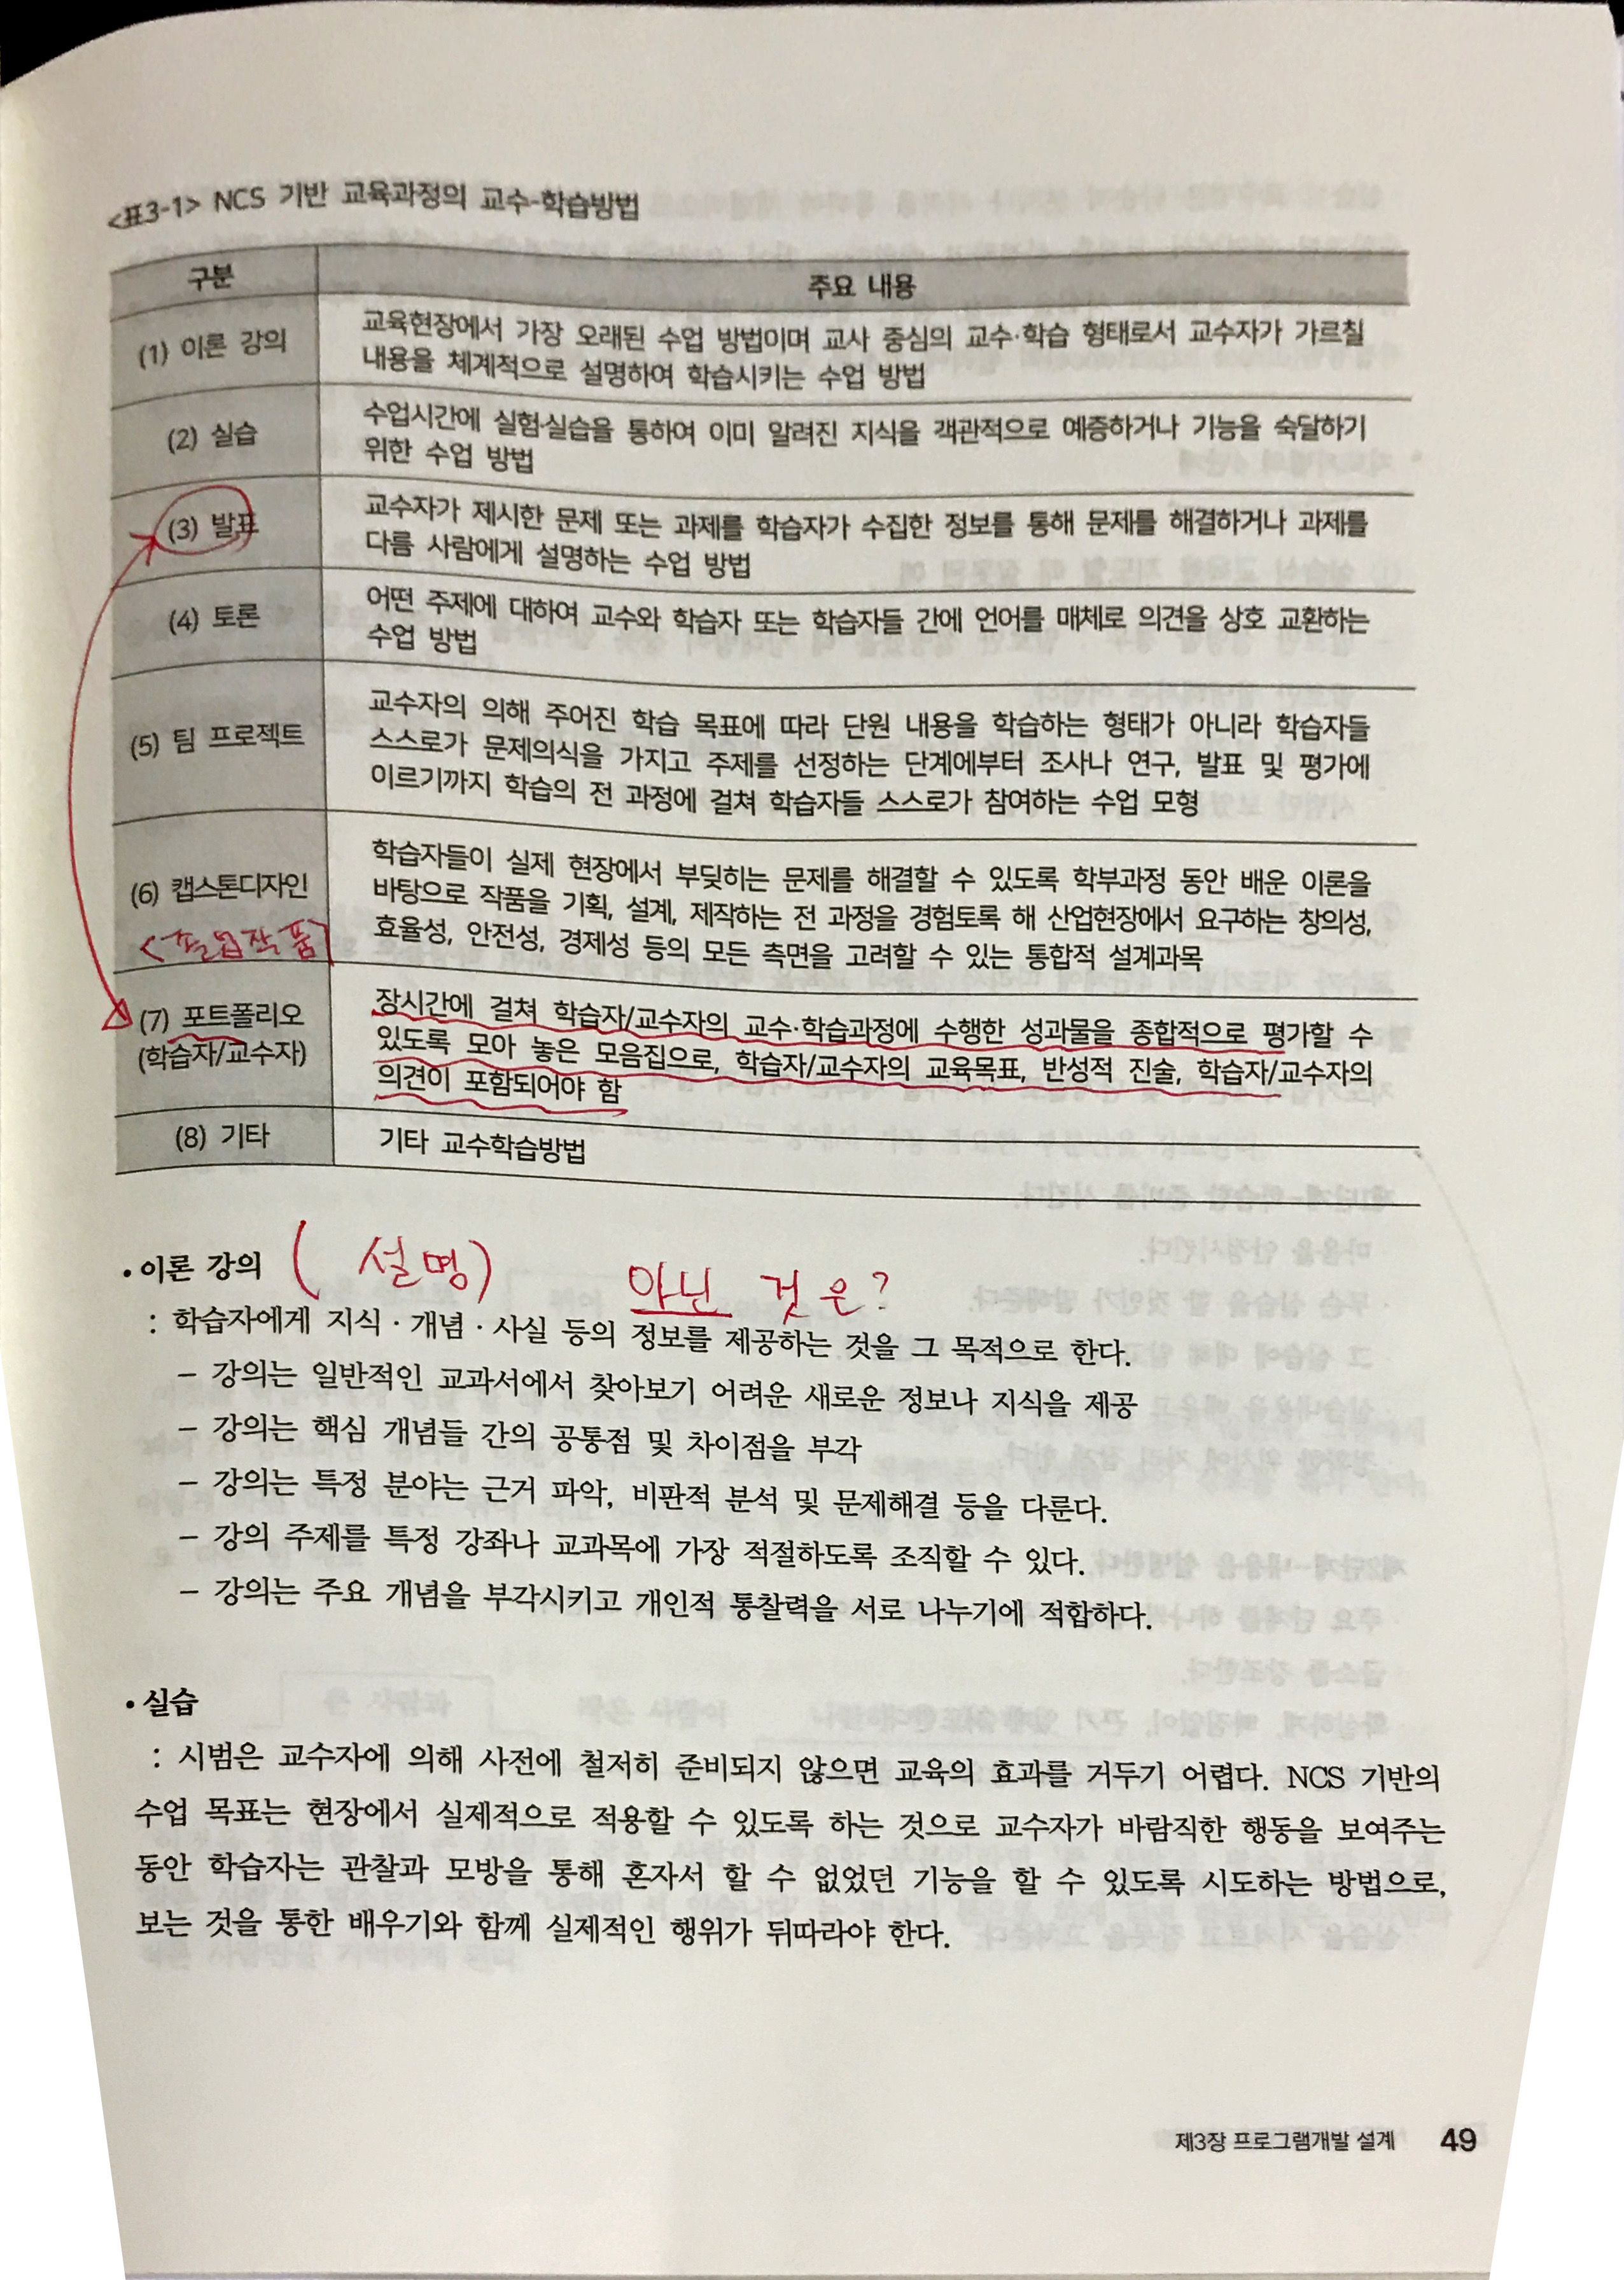 <표3-1> NCS 기반 교육과정의 교수-학습방법
구분 주요 내용
(1) 이론 강의 교육현장에서 가장 오래된 수업 방법이며 교사 중심의 교수·학습 형태로서 교수자가 가르칠
내용을 체계적으로 설명하여 학습시키는 수업 방법
(2) 실습 수업시간에 실험·실습을 통하여 이미 알려진 지식을 객관적으로 예증하거나 기능을 숙달하기
위한 수업 방법
(3) 발표 교수자가 제시한 문제 또는 과제를 학습자가 수집한 정보를 통해 문제를 해결하거나 과제를
다름 사람에게 설명하는 수업 방법
(4) 토론 어떤 주제에 대하여 교수와 학습자 또는 학습자들 간에 언어를 매체로 의견을 상호 교환하는
수업 방법
(5) 팀 프로젝트 교수자의 의해 주어진 학습 목표에 따라 단원 내용을 학습하는 형태가 아니라 학습자들
스스로가 문제의식을 가지고 주제를 선정하는 단계에부터 조사나 연구, 발표 및 평가에
이르기까지 학습의 전 과정에 걸쳐 학습자들 스스로가 참여하는 수업 모형
(6) 캡스톤디자인 학습자들이 실제 현장에서 부딪히는 문제를 해결할 수 있도록 학부과정 동안 배운 이론을
바탕으로 작품을 기획, 설계, 제작하는 전 과정을 경험토록 해 산업현장에서 요구하는 창의성,
<졸업작품> 효율성, 안전성, 경제성 등의 모든 측면을 고려할 수 있는 통합적 설계과목
(7) 포트폴리오 장시간에 걸쳐 학습자/교수자의 교수·학습과정에 수행한 성과물을 종합적으로 평가할 수
(학습자/교수자) 있도록 모아 놓은 모음집으로, 학습자/교수자의 교육목표, 반성적 진술, 학습자/교수자의
의견이 포함되어야 함
(8) 기타 기타 교수학습방법
• 이론 강의 ( 설명) 아닌 것은?
: 학습자에게 지식 · 개념 · 사실 등의 정보를 제공하는 것을 그 목적으로 한다.
– 강의는 일반적인 교과서에서 찾아보기 어려운 새로운 정보나 지식을 제공
– 강의는 핵심 개념들 간의 공통점 및 차이점을 부각
– 강의는 특정 분야는 근거 파악, 비판적 분석 및 문제해결 등을 다룬다.
– 강의 주제를 특정 강좌나 교과목에 가장 적절하도록 조직할 수 있다.
– 강의는 주요 개념을 부각시키고 개인적 통찰력을 서로 나누기에 적합하다.
• 실습
: 시범은 교수자에 의해 사전에 철저히 준비되지 않으면 교육의 효과를 거두기 어렵다. NCS 기반의
수업 목표는 현장에서 실제적으로 적용할 수 있도록 하는 것으로 교수자가 바람직한 행동을 보여주는
동안 학습자는 관찰과 모방을 통해 혼자서 할 수 없었던 기능을 할 수 있도록 시도하는 방법으로,
보는 것을 통한 배우기와 함께 실제적인 행위가 뒤따라야 한다.
제3장 프로그램개발 설계 49